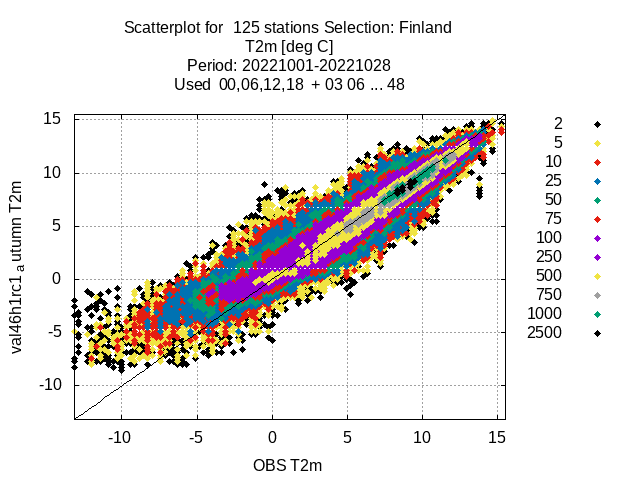 Scatterplot for  125 stations Selection: Finland
T2m [deg C]
Period: 20221001-20221028
Used  00,06,12,18  + 03 06 ... 48
val46h1rc1 a utumn T2m
15
10
5
0
-5
-10
-10 -5 0 5 10 15
OBS T2m
2
5
10
25
50
75
100
250
500
750
1000
2500